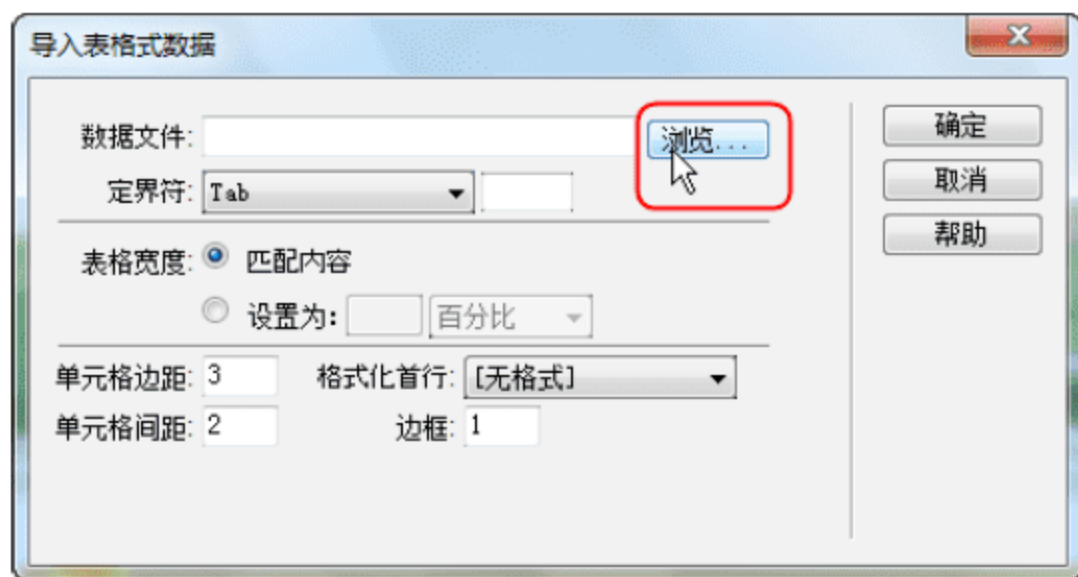 导入表格式数据
数据文件: 浏览... 确定
定界符: Tab 取消
帮助
表格宽度: 匹配内容
设置为: 百分比
单元格边距: 3 格式化首行: [无格式]
单元格间距: 2 边框: 1